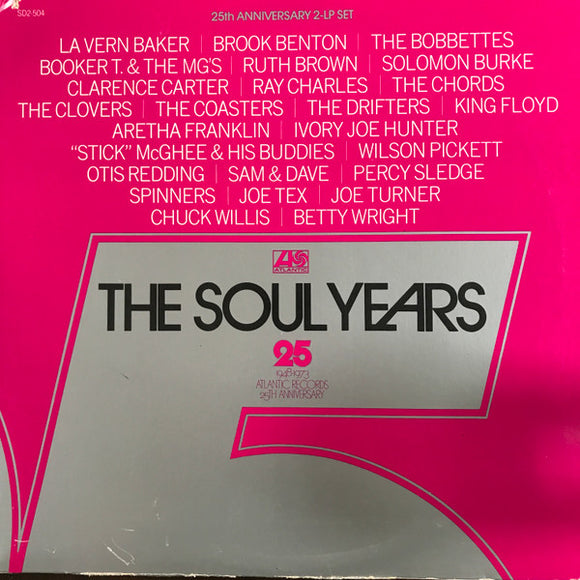 SD2-504
25th ANNIVERSARY 2-LP SET
LA VERN BAKER | BROOK BENTON | THE BOBBETTES
BOOKER T. & THE MG'S | RUTH BROWN | SOLOMON BURKE
CLARENCE CARTER | RAY CHARLES | THE CHORDS
THE CLOVERS | THE COASTERS | THE DRIFTERS | KING FLOYD
ARETHA FRANKLIN | IVORY JOE HUNTER
"STICK" McGHEE & HIS BUDDIES | WILSON PICKETT
OTIS REDDING | SAM & DAVE | PERCY SLEDGE
SPINNERS | JOE TEX | JOE TURNER
CHUCK WILLIS | BETTY WRIGHT
ATLANTIC
THE SOUL YEARS
25
1948-1973
ATLANTIC RECORDS
25TH ANNIVERSARY